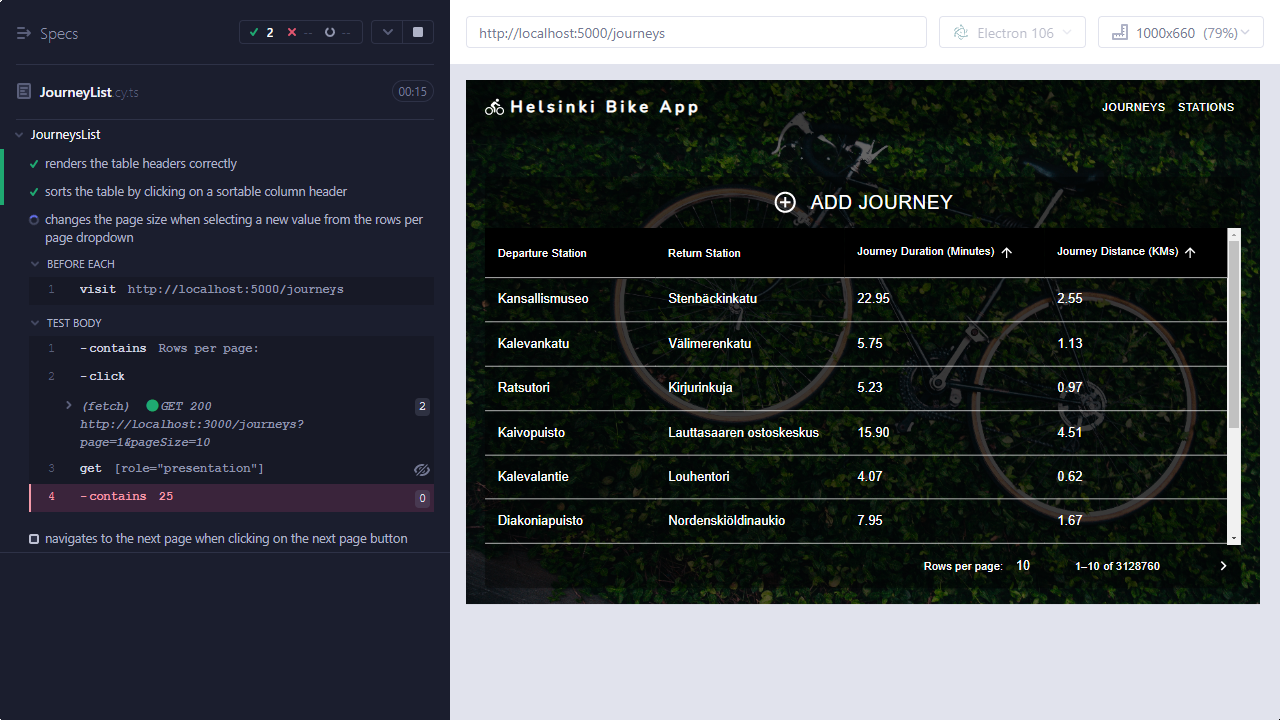 Specs
2
--
--
http://localhost:5000/journeys
Electron 106
1000x660 (79%)
JourneyList.cy.ts
00:15
JourneysList
renders the table headers correctly
sorts the table by clicking on a sortable column header
changes the page size when selecting a new value from the rows per
page dropdown
BEFORE EACH
1 visit http://localhost:5000/journeys
TEST BODY
1 -contains Rows per page:
2 -click
(fetch) GET 200 2
http://localhost:3000/journeys?
page=1&pageSize=10
3 get [role="presentation"]
4 -contains 25 0
navigates to the next page when clicking on the next page button
Helsinki Bike App
JOURNEYS STATIONS
ADD JOURNEY
Departure Station Return Station Journey Duration (Minutes) Journey Distance (KMs)
Kansallismuseo Stenbäckinkatu 22.95 2.55
Kalevankatu Välimerenkatu 5.75 1.13
Ratsutori Kirjurinkuja 5.23 0.97
Kaivopuisto Lauttasaaren ostoskeskus 15.90 4.51
Kalevalantie Louhentori 4.07 0.62
Diakoniapuisto Nordenskiöldinaukio 7.95 1.67
Rows per page: 10 1–10 of 3128760